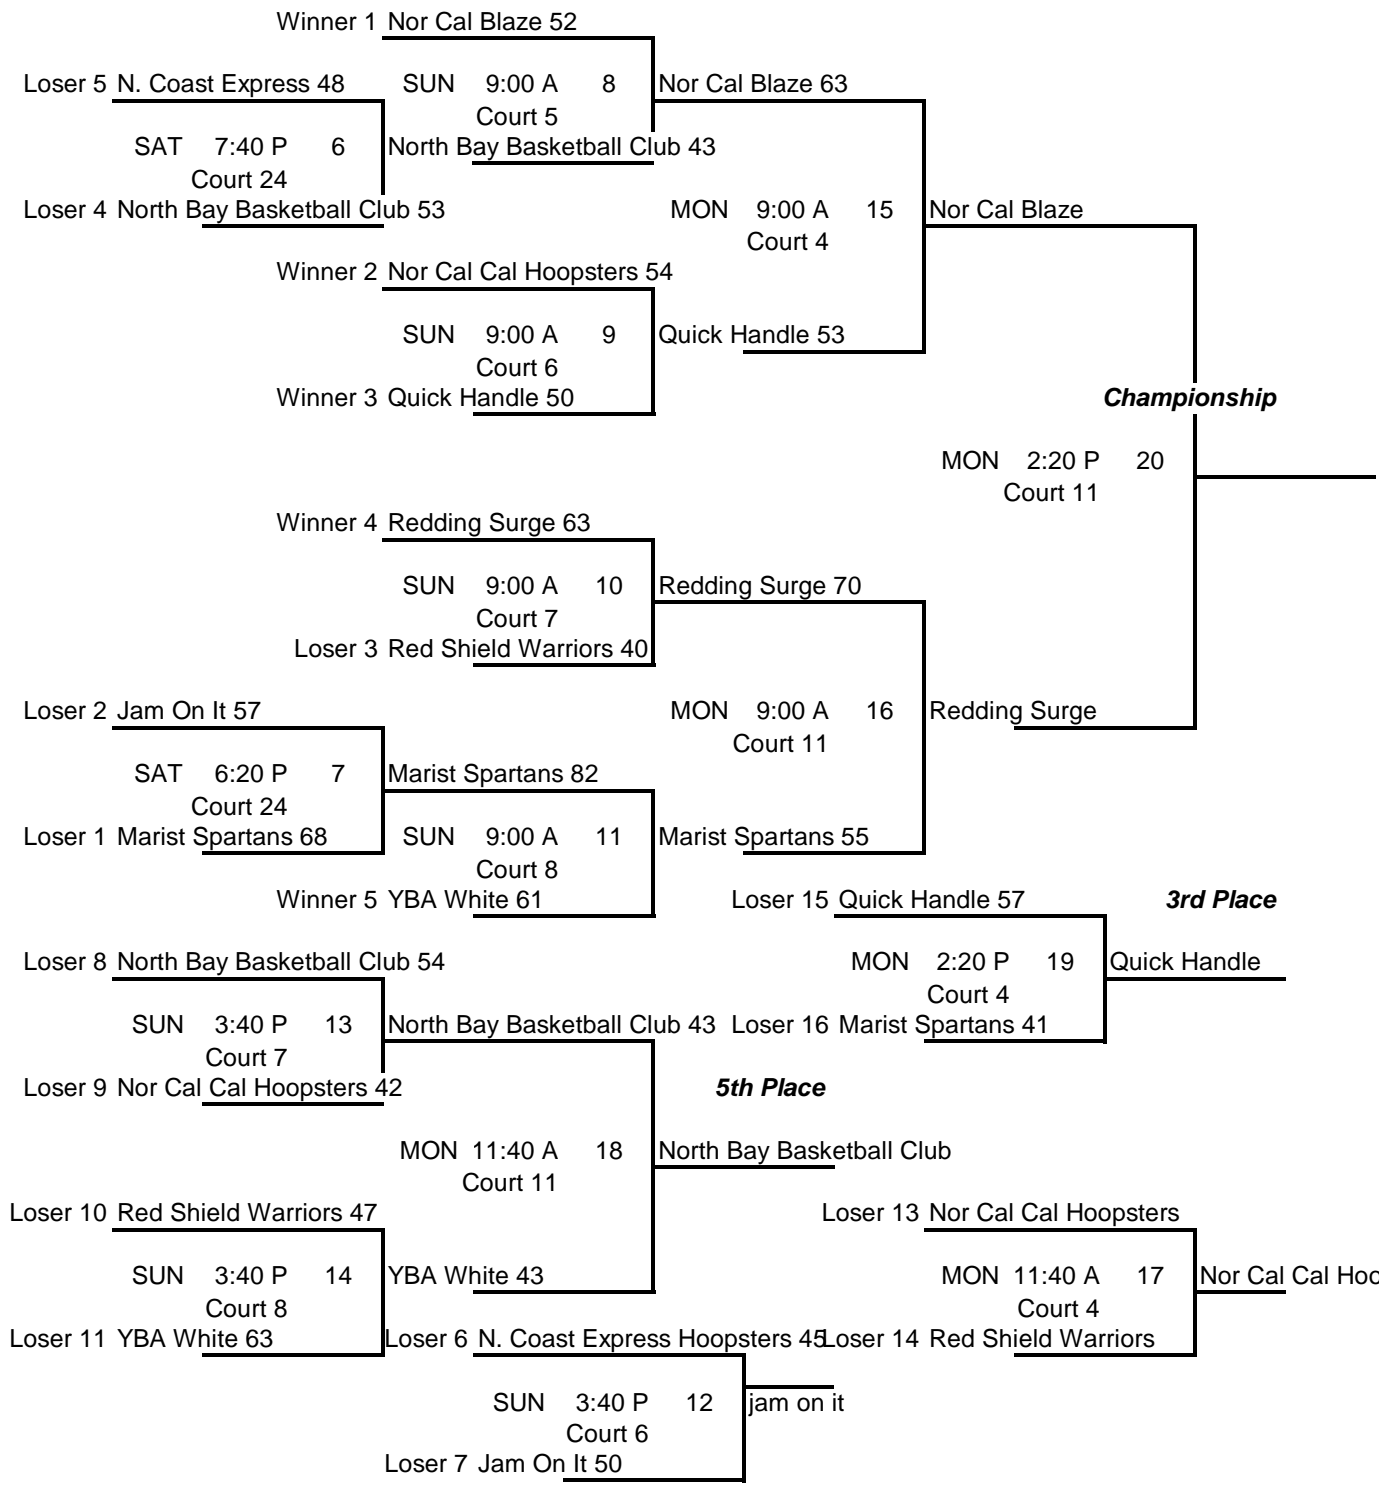 Winner 1 Nor Cal Blaze 52
Loser 5 N. Coast Express 48 SUN 9:00 A 8 Nor Cal Blaze 63
Court 5
SAT 7:40 P 6 North Bay Basketball Club 43
Court 24
Loser 4 North Bay Basketball Club 53 MON 9:00 A 15 Nor Cal Blaze
Court 4
Winner 2 Nor Cal Cal Hoopsters 54
SUN 9:00 A 9 Quick Handle 53
Court 6
Winner 3 Quick Handle 50 Championship
MON 2:20 P 20
Court 11
Winner 4 Redding Surge 63
SUN 9:00 A 10 Redding Surge 70
Court 7
Loser 3 Red Shield Warriors 40
Loser 2 Jam On It 57 MON 9:00 A 16 Redding Surge
Court 11
SAT 6:20 P 7 Marist Spartans 82
Court 24
Loser 1 Marist Spartans 68 SUN 9:00 A 11 Marist Spartans 55
Court 8
Winner 5 YBA White 61 Loser 15 Quick Handle 57 3rd Place
Loser 8 North Bay Basketball Club 54 MON 2:20 P 19 Quick Handle
Court 4
SUN 3:40 P 13 North Bay Basketball Club 43 Loser 16 Marist Spartans 41
Court 7
Loser 9 Nor Cal Cal Hoopsters 42 5th Place
MON 11:40 A 18 North Bay Basketball Club
Court 11
Loser 10 Red Shield Warriors 47 Loser 13 Nor Cal Cal Hoopsters
SUN 3:40 P 14 YBA White 43 MON 11:40 A 17 Nor Cal Cal Hoo
Court 8 Court 4
Loser 11 YBA White 63 Loser 6 N. Coast Express Hoopsters 45 Loser 14 Red Shield Warriors
SUN 3:40 P 12 jam on it
Court 6
Loser 7 Jam On It 50